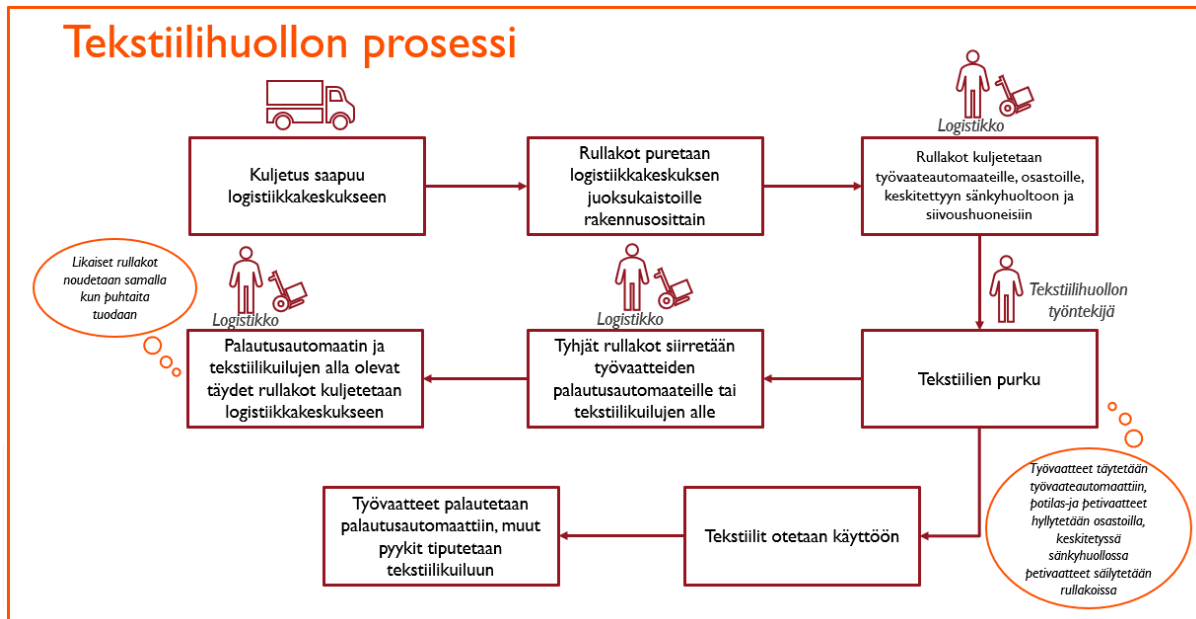 Tekstiilihuollon prosessi
Kuljetus saapuu
logistiikkakeskukseen
Rullakot puretaan
logistiikkakeskuksen
juoksukaistoille
rakennusosittain
Logistikko
Rullakot kuljetetaan
työvaateautomaateille, osastoille,
keskitettyyn sänkyhuoltoon ja
siivoushuoneisiin
Tekstiilihuollon
työntekijä
Tekstiilien purku
Työvaatteet täytetään
työvaateautomaattiin,
potilas-ja petivaatteet
hyllytetään osastoilla,
keskitetyssä
sänkyhuollossa
petivaatteet säilytetään
rullakoissa
Logistikko
Tyhjät rullakot siirretään
työvaatteiden
palautusautomaateille tai
tekstiilikuilujen alle
Logistikko
Palautusautomaatin ja
tekstiilikuilujen alla olevat
täydet rullakot kuljetetaan
logistiikkakeskukseen
Likaiset rullakot
noudetaan samalla
kun puhtaita
tuodaan
Tekstiilit otetaan käyttöön
Työvaatteet palautetaan
palautusautomaattiin, muut
pyykit tiputetaan
tekstiilikuiluun